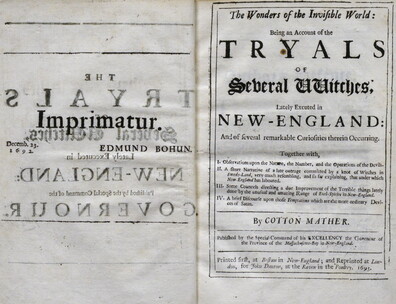 Imprimatur.
Decemb. 23.
1692.
EDMUND BOHUN.
The Wonders of the Invisible World:
Being an Account of the
TRYALS
OF
Several VVitches,
Lately Excuted in
NEW-ENGLAND:
And of several remarkable Curiosities therein Occurring.
Together with,
I. Observations upon the Nature, the Number, and the Operations of the Devils.
II. A short Narrative of a late outrage committed by a knot of Witches in
Swede-Land, very much resembling, and so far explaining, that under which
New-England has laboured.
III. Some Councels directing a due Improvement of the Terrible things lately
done by the unusual and amazing Range of Evil-Spirits in New-England.
IV. A brief Discourse upon those Temptations which are the more ordinary Devi-
ces of Satan.
By COTTON MATHER.
Published by the Special Command of his EXCELLENCY the Governour of
the Province of the Massachusetts-Bay in New-England.
Printed first, at Boston in New-England; and Reprinted at Lon-
don, for John Dunton, at the Raven in the Poultry. 1693.